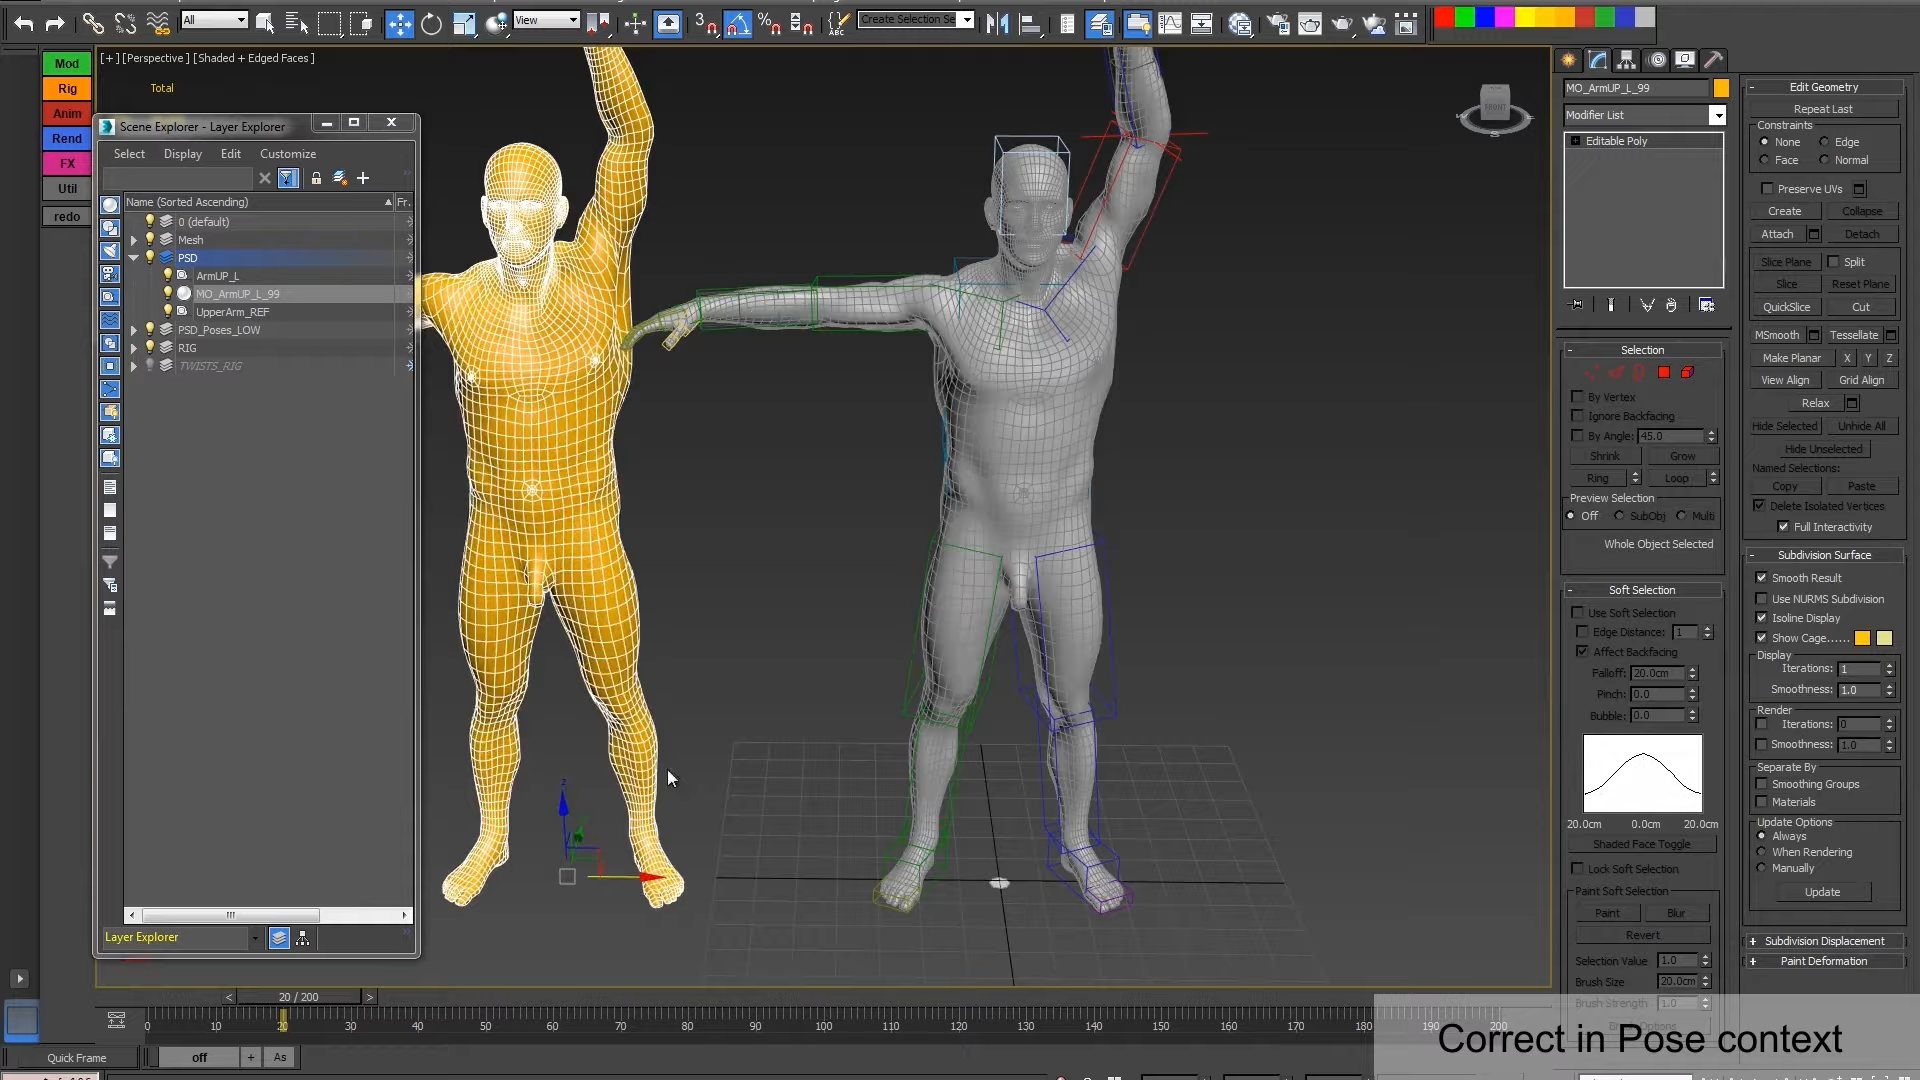 All
View
Create Selection Se
Mod
Rig
Anim
Rend
FX
Util
redo
[+] [Perspective] [Shaded + Edged Faces ]
Total
Scene Explorer - Layer Explorer
Select Display Edit Customize
Name (Sorted Ascending)
Fr.
0 (default)
Mesh
PSD
ArmUP_L
MO_ArmUP_L_99
UpperArm_REF
PSD_Poses_LOW
RIG
TWISTS_RIG
Layer Explorer
FRONT
MO_ArmUP_L_99
Modifier List
Editable Poly
Selection
By Vertex
Ignore Backfacing
By Angle: 45.0
Shrink Grow
Ring Loop
Preview Selection
Off SubObj Multi
Whole Object Selected
Soft Selection
Use Soft Selection
Edge Distance: 1
Affect Backfacing
Falloff: 20.0cm
Pinch: 0.0
Bubble: 0.0
20.0cm 0.0cm 20.0cm
Shaded Face Toggle
Lock Soft Selection
Paint Soft Selection
Paint Blur
Revert
Selection Value 1.0
Brush Size 20.0cm
Brush Strength 1.0
Edit Geometry
Repeat Last
Constraints
None Edge
Face Normal
Preserve UVs
Create Collapse
Attach Detach
Slice Plane Split
Slice Reset Plane
QuickSlice Cut
MSmooth Tessellate
Make Planar X Y Z
View Align Grid Align
Relax
Hide Selected Unhide All
Hide Unselected
Named Selections:
Copy Paste
Delete Isolated Vertices
Full Interactivity
Subdivision Surface
Smooth Result
Use NURMS Subdivision
Isoline Display
Show Cage......
Display
Iterations: 1
Smoothness: 1.0
Render
Iterations: 0
Smoothness: 1.0
Separate By
Smoothing Groups
Materials
Update Options
Always
When Rendering
Manually
Update
Subdivision Displacement
Paint Deformation
< 20 / 200 >
0 10 20 30 40 50 60 70 80 90 100 110 120 130 140 150 160 170 180 190 200
Quick Frame off + As
Correct in Pose context